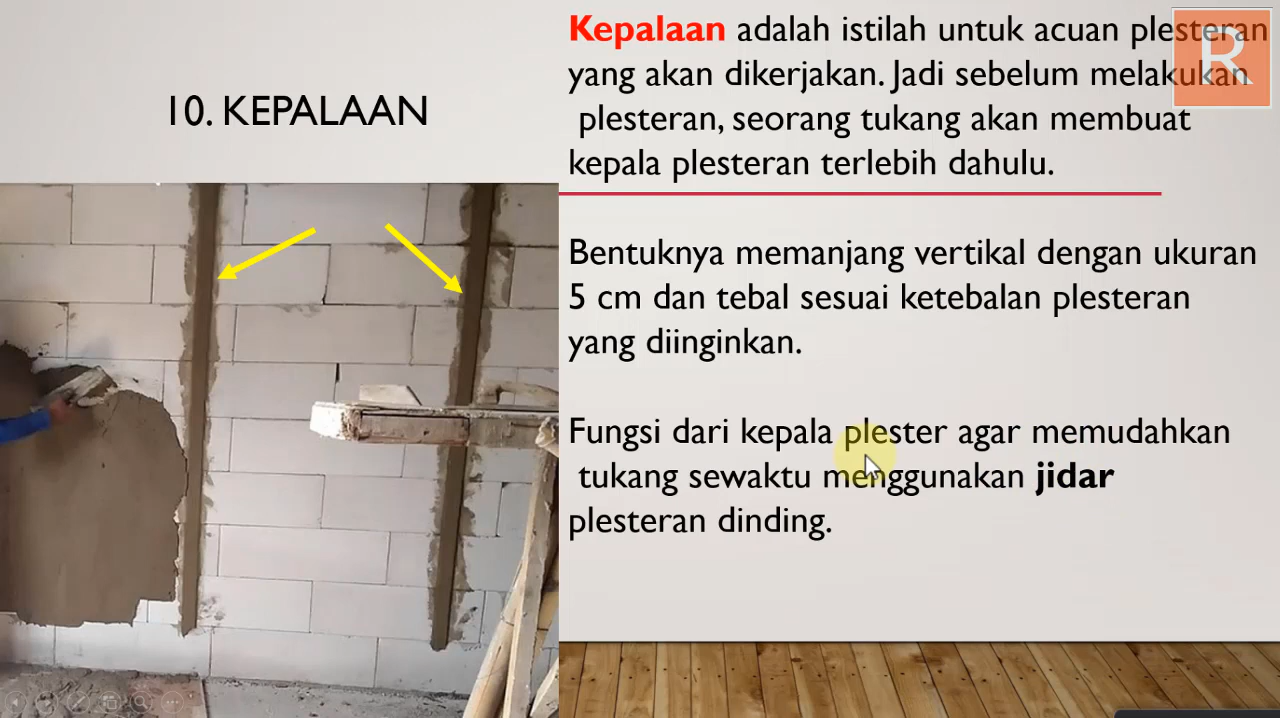 10. KEPALAAN
Kepalaan adalah istilah untuk acuan plesteran
yang akan dikerjakan. Jadi sebelum melakukan
plesteran, seorang tukang akan membuat
kepala plesteran terlebih dahulu.
Bentuknya memanjang vertikal dengan ukuran
5 cm dan tebal sesuai ketebalan plesteran
yang diinginkan.
Fungsi dari kepala plester agar memudahkan
tukang sewaktu menggunakan jidar
plesteran dinding.
R